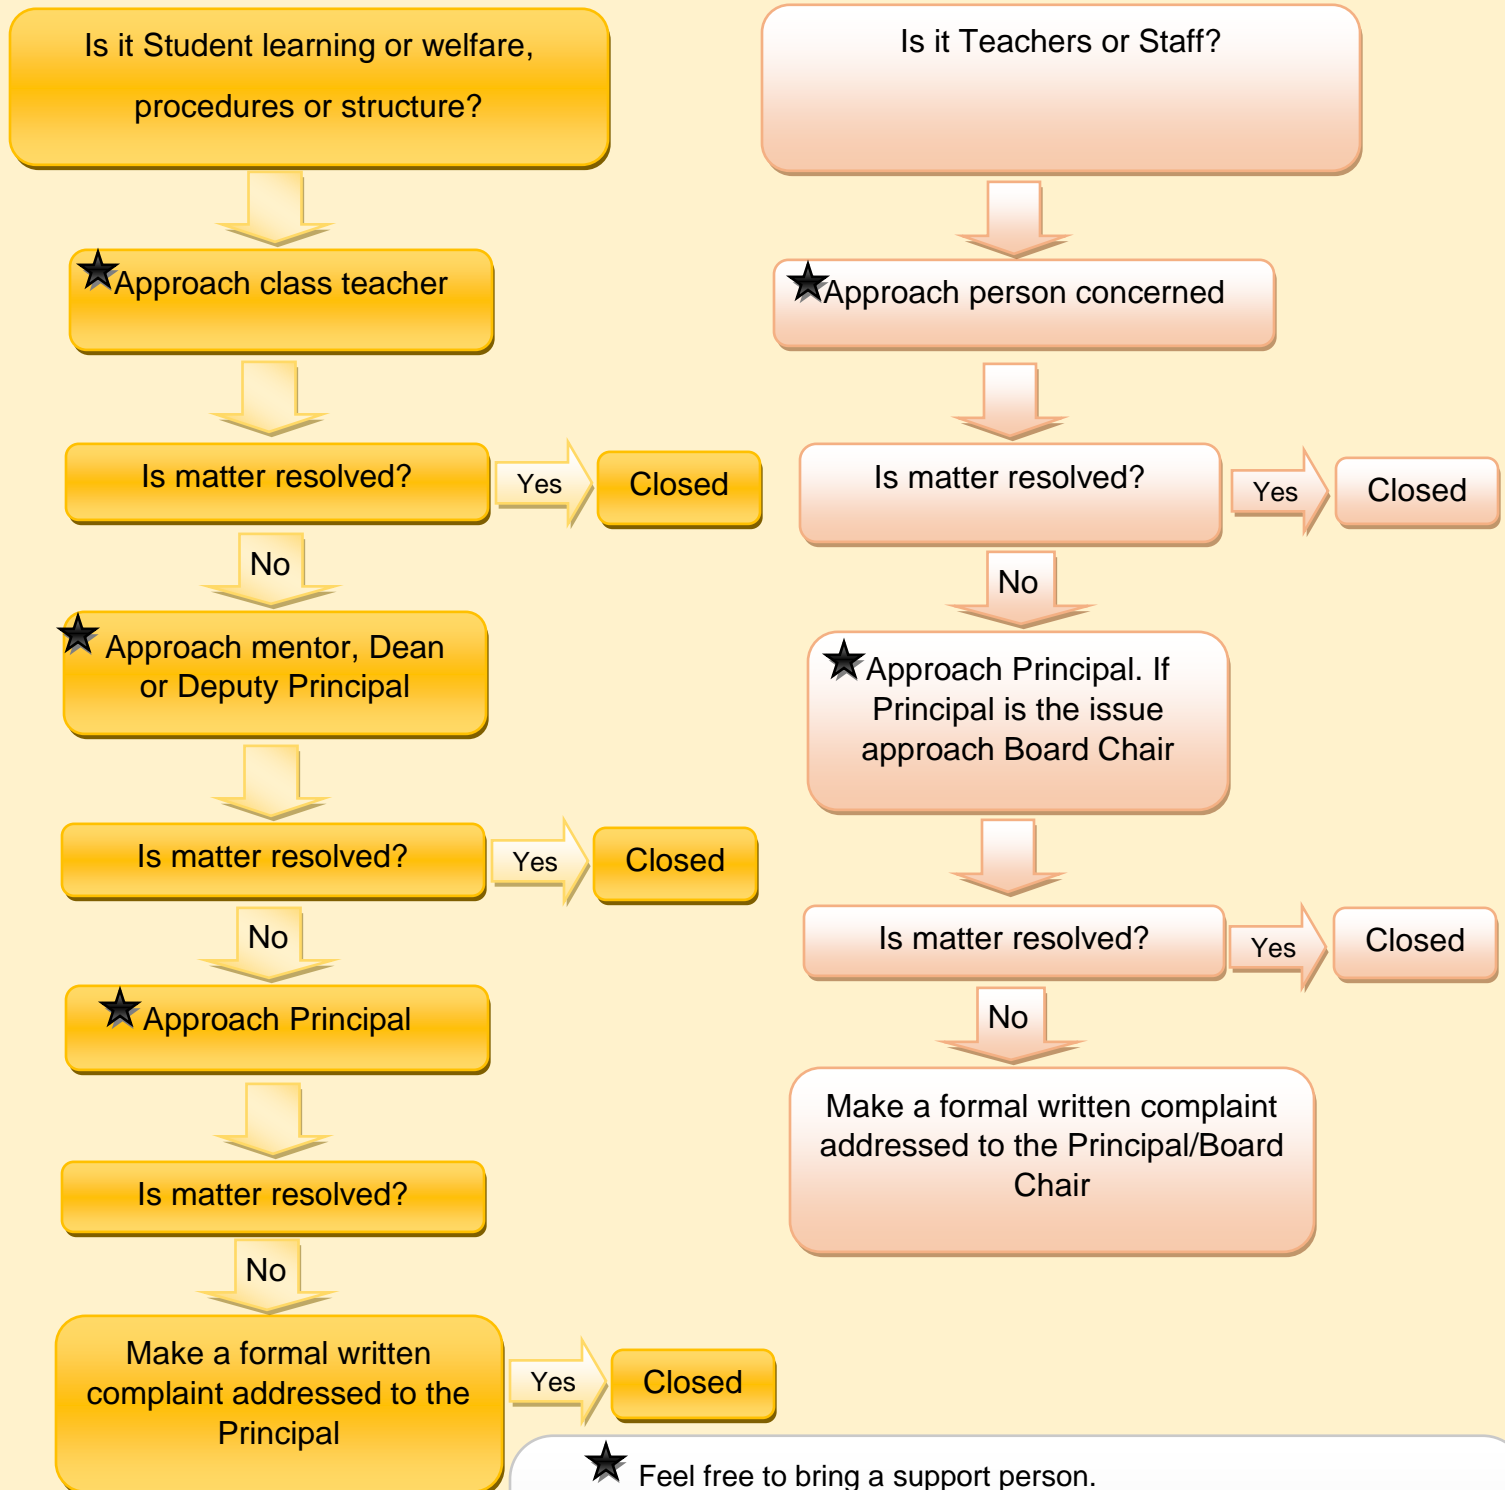 Is it Student learning or welfare,
procedures or structure?
Approach class teacher
Is matter resolved?
Yes
Closed
No
Approach mentor, Dean
or Deputy Principal
Is matter resolved?
Yes
Closed
No
Approach Principal
Is matter resolved?
No
Make a formal written
complaint addressed to the
Principal
Yes
Closed
Is it Teachers or Staff?
Approach person concerned
Is matter resolved?
Yes
Closed
No
Approach Principal. If
Principal is the issue
approach Board Chair
Is matter resolved?
Yes
Closed
No
Make a formal written complaint
addressed to the Principal/Board
Chair
Feel free to bring a support person.